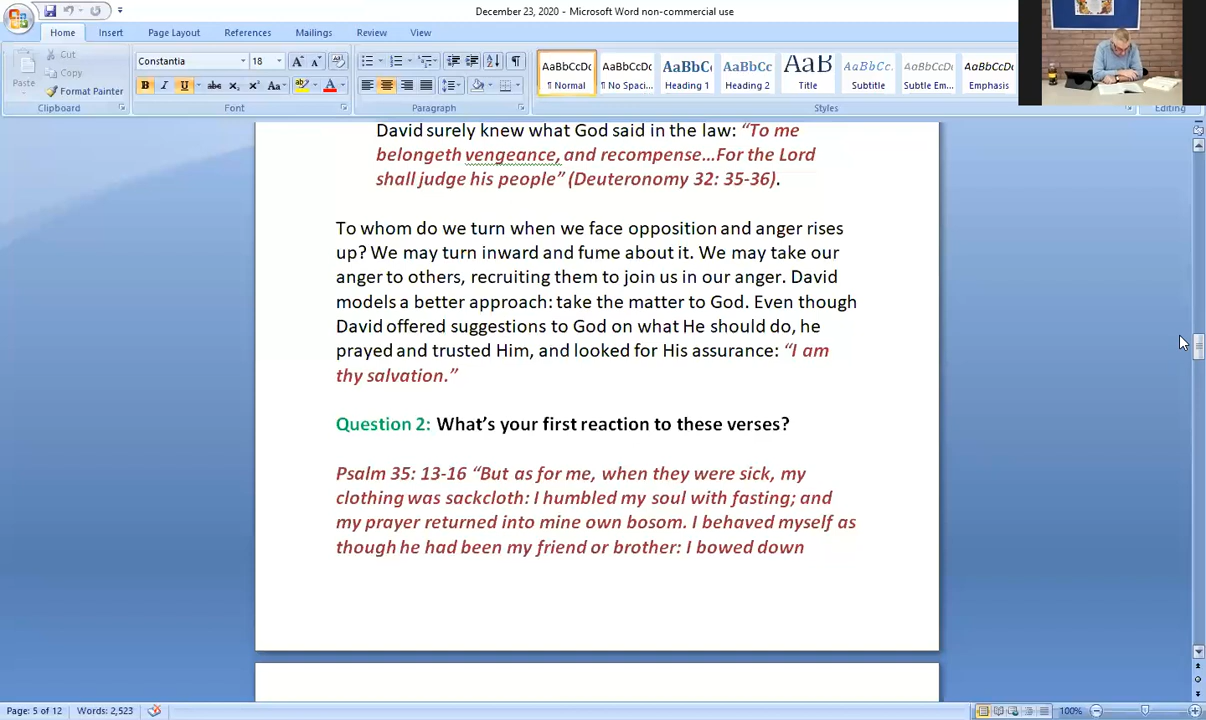 December 23, 2020 - Microsoft Word non-commercial use
Home Insert Page Layout References Mailings Review View
Cut
Copy
Format Painter
Paste
Clipboard
Constantia 18
Font
Paragraph
AaBbCcDc AaBbCcDc AaBbCc AaBbCc AaB AaBbCcI AaBbCcDc AaBbCcDc
¶ Normal ¶ No Spaci... Heading 1 Heading 2 Title Subtitle Subtle Em... Emphasis
Styles
Editing
David surely knew what God said in the law: “To me
belongeth vengeance, and recompense…For the Lord
shall judge his people” (Deuteronomy 32: 35-36).
To whom do we turn when we face opposition and anger rises
up? We may turn inward and fume about it. We may take our
anger to others, recruiting them to join us in our anger. David
models a better approach: take the matter to God. Even though
David offered suggestions to God on what He should do, he
prayed and trusted Him, and looked for His assurance: “I am
thy salvation.”
Question 2: What’s your first reaction to these verses?
Psalm 35: 13-16 “But as for me, when they were sick, my
clothing was sackcloth: I humbled my soul with fasting; and
my prayer returned into mine own bosom. I behaved myself as
though he had been my friend or brother: I bowed down
Page: 5 of 12 Words: 2,523
100%